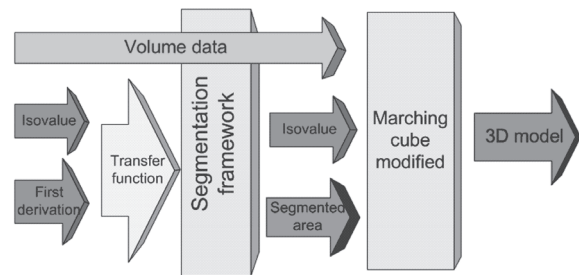 Volume data
Isovalue
First
derivation
Transfer
function
Segmentation
framework
Isovalue
Segmented
area
Marching
cube
modified
3D model